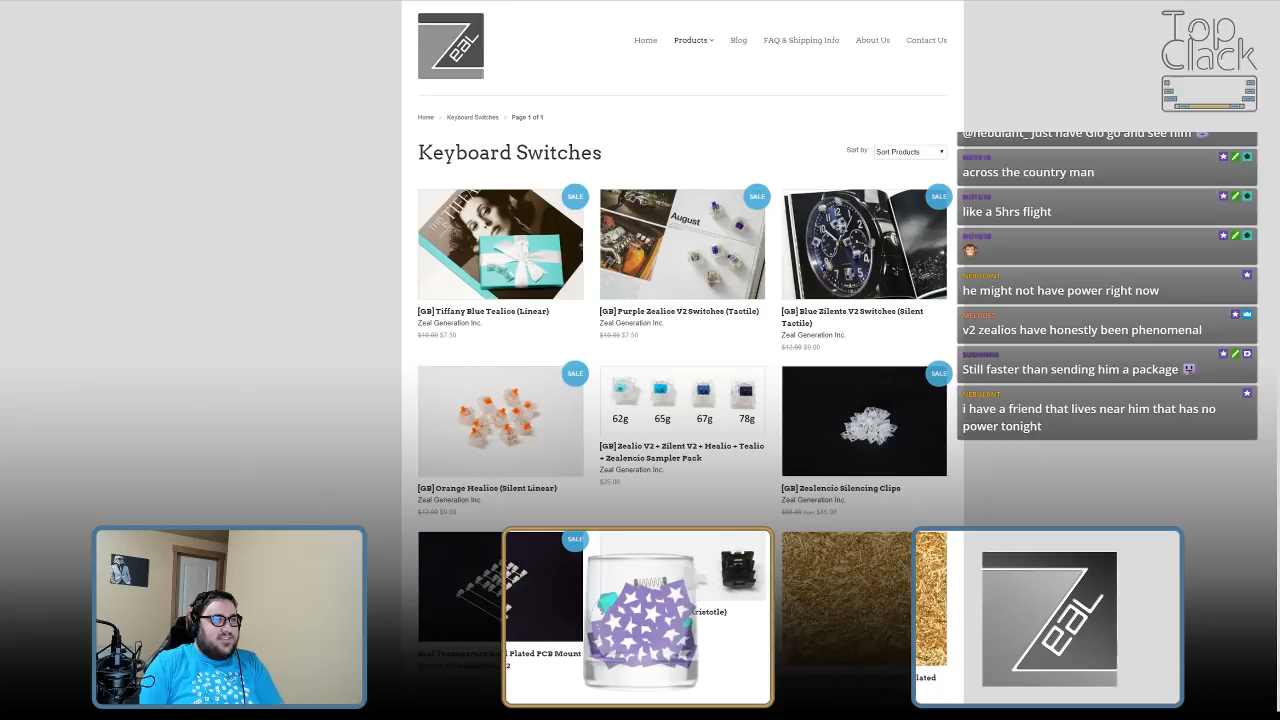 Zeal
Home
Products
Blog
FAQ & Shipping Info
About Us
Contact Us
Top
Clack
Home
Keyboard Switches
Page 1 of 1
Keyboard Switches
Sort by:
Sort Products
SALE
SALE
SALE
August
[GB] Tiffany Blue Tealios (Linear)
Zeal Generation Inc.
$10.00 $7.50
[GB] Purple Zealios V2 Switches (Tactile)
Zeal Generation Inc.
$10.00 $7.50
[GB] Blue Zilents V2 Switches (Silent
Tactile)
Zeal Generation Inc.
$12.00 $9.00
SALE
SALE
62g
65g
67g
78g
[GB] Orange Healios (Silent Linear)
Zeal Generation Inc.
$12.00 $9.00
[GB] Zealio V2 + Zilent V2 + Healio + Tealio
+ Zealencio Sampler Pack
Zeal Generation Inc.
$25.00
[GB] Zealencio Silencing Clips
Zeal Generation Inc.
from $45.00
SALE
Plated PCB Mount
2
lated
Zeal
@nebulant_ just have Glo go and see him
across the country man
like a 5hrs flight
NEBULANT
he might not have power right now
MELODET
v2 zealios have honestly been phenomenal
Still faster than sending him a package
NEBULANT
i have a friend that lives near him that has no
power tonight